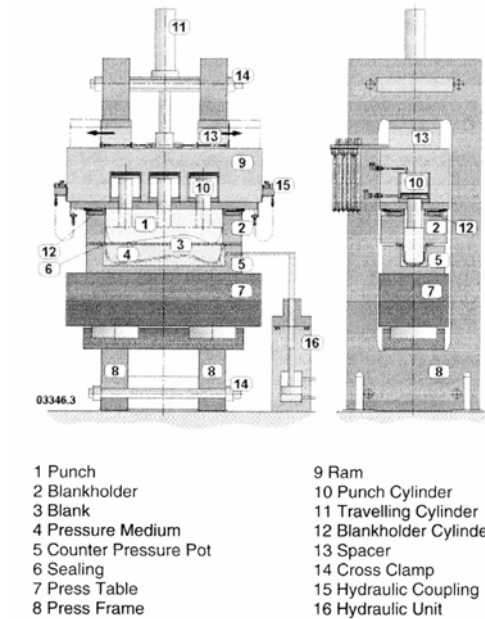 11
14
13
9
10
15
1
2
12
3
6
4
5
7
16
8
8
14
03346.3
13
10
2
12
5
7
8
1 Punch
2 Blankholder
3 Blank
4 Pressure Medium
5 Counter Pressure Pot
6 Sealing
7 Press Table
8 Press Frame
9 Ram
10 Punch Cylinder
11 Travelling Cylinder
12 Blankholder Cylinde
13 Spacer
14 Cross Clamp
15 Hydraulic Coupling
16 Hydraulic Unit